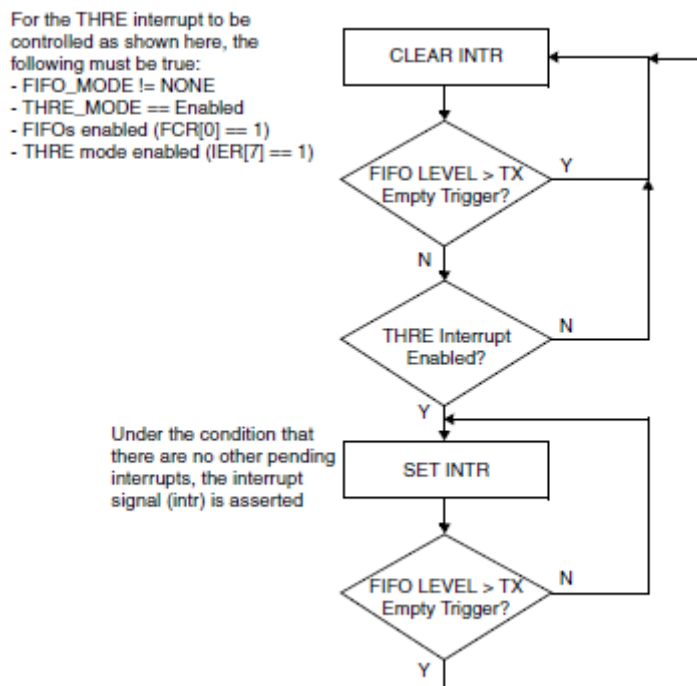 For the THRE interrupt to be
controlled as shown here, the
following must be true:
- FIFO_MODE != NONE
- THRE_MODE == Enabled
- FIFOs enabled (FCR[0] == 1)
- THRE mode enabled (IER[7] == 1)
CLEAR INTR
FIFO LEVEL > TX
Empty Trigger?
Y
N
THRE Interrupt
Enabled?
N
Y
Under the condition that
there are no other pending
interrupts, the interrupt
signal (intr) is asserted
SET INTR
FIFO LEVEL > TX
Empty Trigger?
N
Y